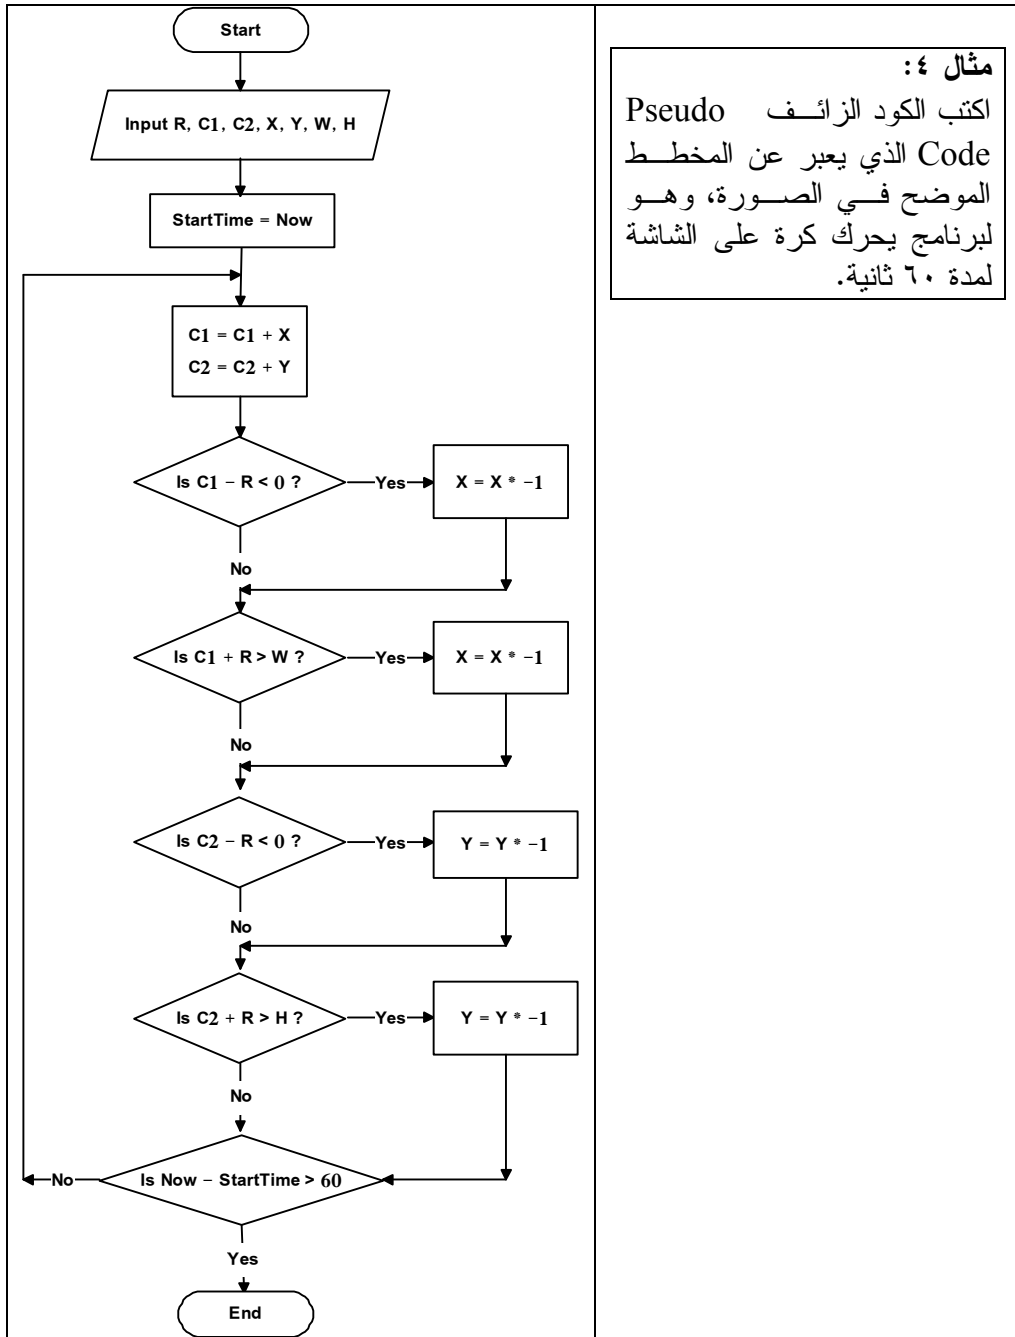 Start
Input R, C1, C2, X, Y, W, H
StartTime = Now
C1 = C1 + X
C2 = C2 + Y
Is C1 − R < 0 ?
Yes
X = X * −1
No
Is C1 + R > W ?
Yes
X = X * −1
No
Is C2 − R < 0 ?
Yes
Y = Y * −1
No
Is C2 + R > H ?
Yes
Y = Y * −1
No
Is Now − StartTime > 60
No
Yes
End
مثال ٤:
اكتب الكود الزائف Pseudo
Code الذي يعبر عن المخطط
الموضح في الصورة، وهو
لبرنامج يحرك كرة على الشاشة
لمدة ٦٠ ثانية.